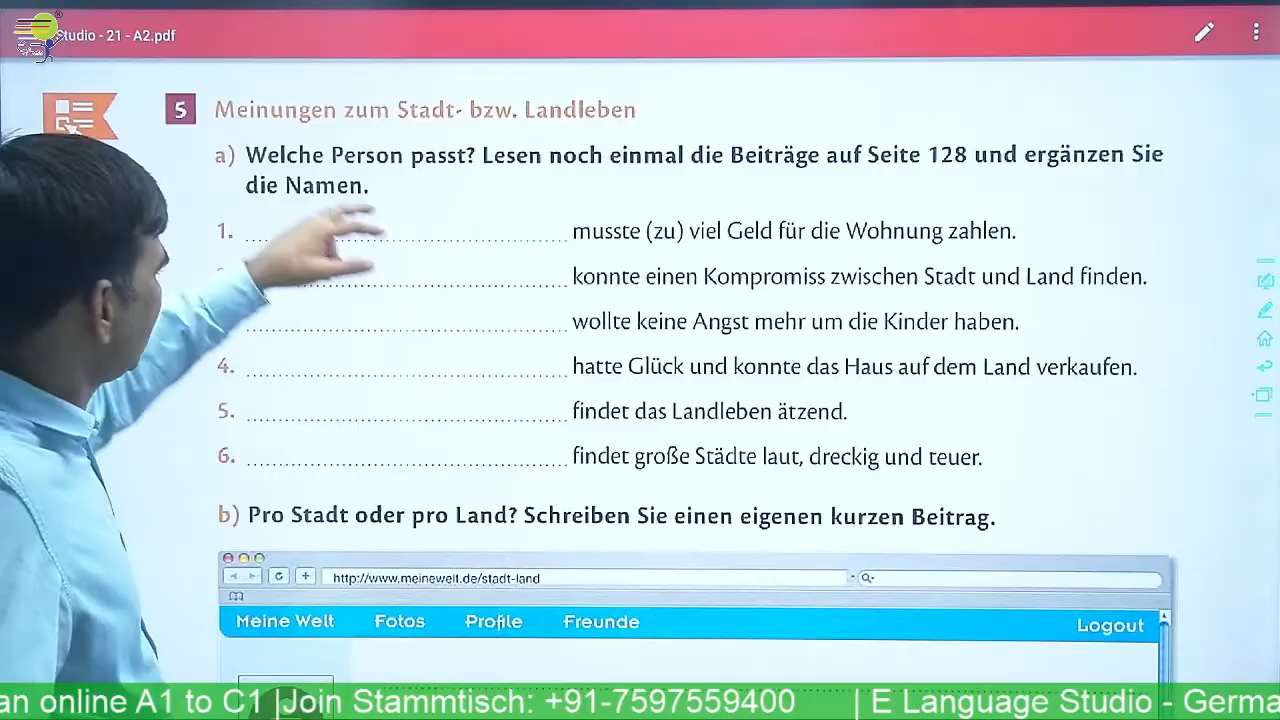 Studio - 21 - A2.pdf
5 Meinungen zum Stadt- bzw. Landleben
a) Welche Person passt? Lesen noch einmal die Beiträge auf Seite 128 und ergänzen Sie
die Namen.
1. musste (zu) viel Geld für die Wohnung zahlen.
konnte einen Kompromiss zwischen Stadt und Land finden.
wollte keine Angst mehr um die Kinder haben.
4. hatte Glück und konnte das Haus auf dem Land verkaufen.
5. findet das Landleben ätzend.
6. findet große Städte laut, dreckig und teuer.
b) Pro Stadt oder pro Land? Schreiben Sie einen eigenen kurzen Beitrag.
http://www.meinewelt.de/stadt-land
Meine Welt Fotos Profile Freunde Logout
an online A1 to C1 | Join Stammtisch: +91-7597559400 | E Language Studio - Germa